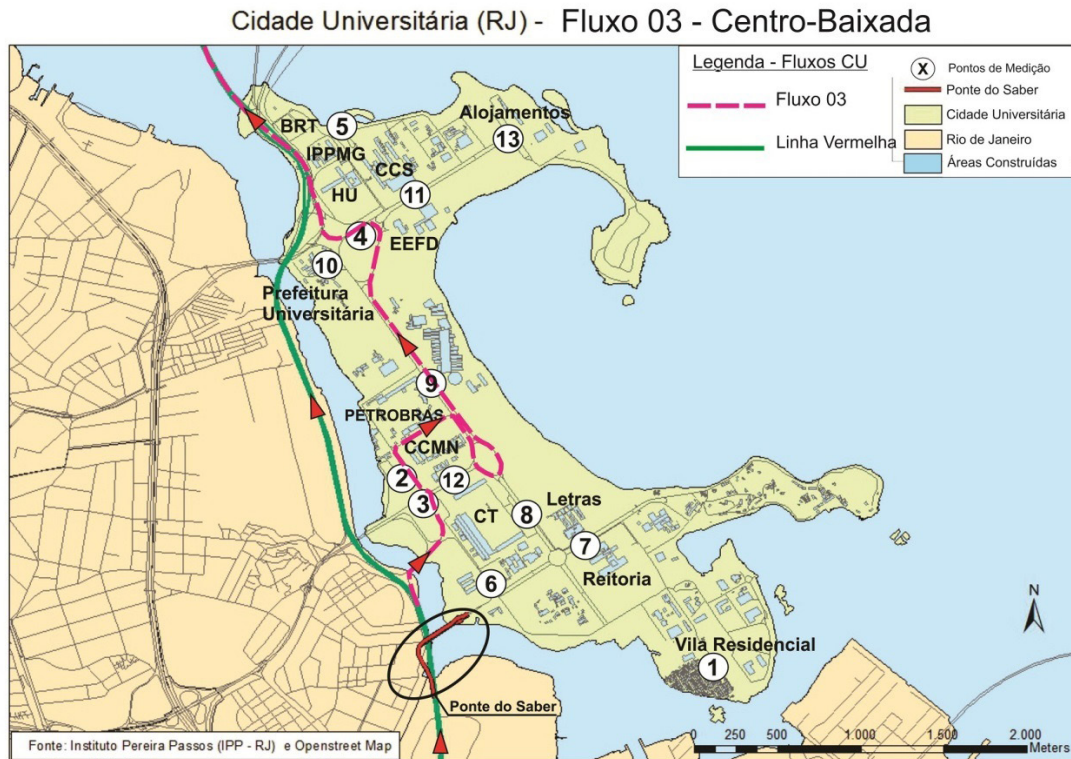 Cidade Universitária (RJ) - Fluxo 03 - Centro-Baixada
Legenda - Fluxos CU
Fluxo 03
Linha Vermelha
X Pontos de Medição
Ponte do Saber
Cidade Universitária
Rio de Janeiro
Áreas Construídas
BRT
5
Alojamentos
13
IPPMG
CCS
HU
11
4
EEFD
10
Prefeitura
Universitária
9
PETROBRAS
CCMN
2
12
3
CT
8
Letras
7
Reitoria
6
Vila Residencial
1
N
Ponte do Saber
Fonte: Instituto Pereira Passos (IPP - RJ) e Openstreet Map
0 250 500 1.000 1.500 2.000
Meters